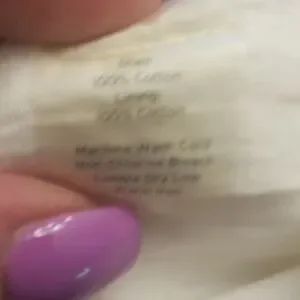 Shell
100% Cotton
Lining
100% Cotton
Machine Wash Cold
Non-Chlorine Bleach
Tumble Dry Low